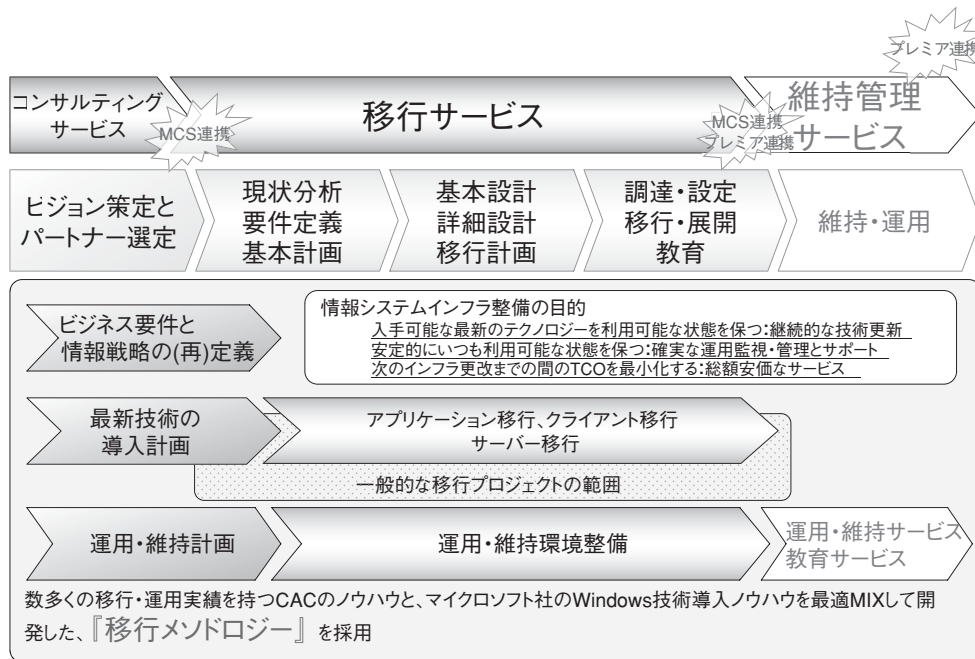 プレミア連携
コンサルティング
サービス
MCS連携
移行サービス
MCS連携
プレミア連携
維持管理
サービス
ビジョン策定と
パートナー選定
現状分析
要件定義
基本計画
基本設計
詳細設計
移行計画
調達・設定
移行・展開
教育
維持・運用
ビジネス要件と
情報戦略の(再)定義
情報システムインフラ整備の目的
入手可能な最新のテクノロジーを利用可能な状態を保つ：継続的な技術更新
安定的にいつも利用可能な状態を保つ：確実な運用監視・管理とサポート
次のインフラ更改までの間のTCOを最小化する：総額安価なサービス
最新技術の
導入計画
アプリケーション移行、クライアント移行
サーバー移行
一般的な移行プロジェクトの範囲
運用・維持計画
運用・維持環境整備
運用・維持サービス
教育サービス
数多くの移行・運用実績を持つCACのノウハウと、マイクロソフト社のWindows技術導入ノウハウを最適MIXして開
発した、『移行メソドロジー』を採用